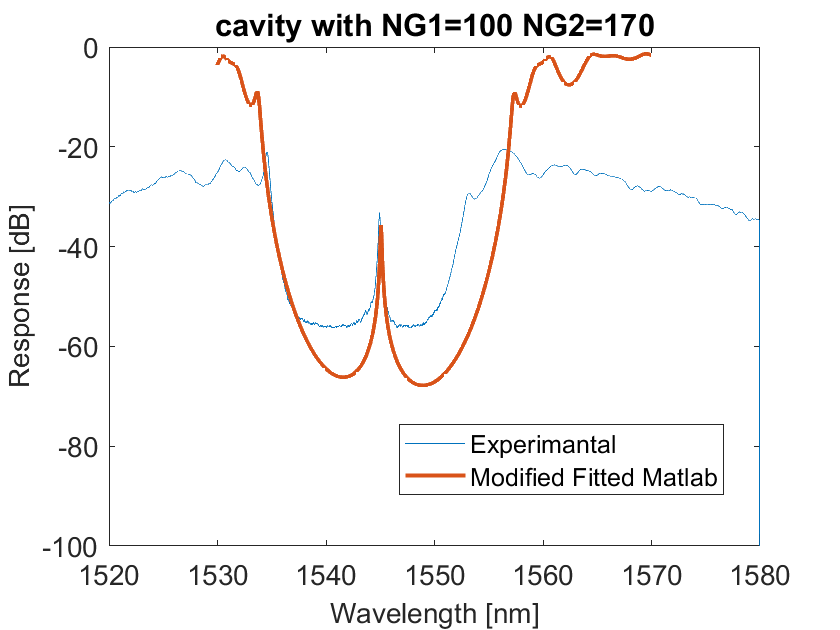 cavity with NG1=100 NG2=170
0
-20
-40
-60
-80
-100
Response [dB]
Experimantal
Modified Fitted Matlab
1520 1530 1540 1550 1560 1570 1580
Wavelength [nm]